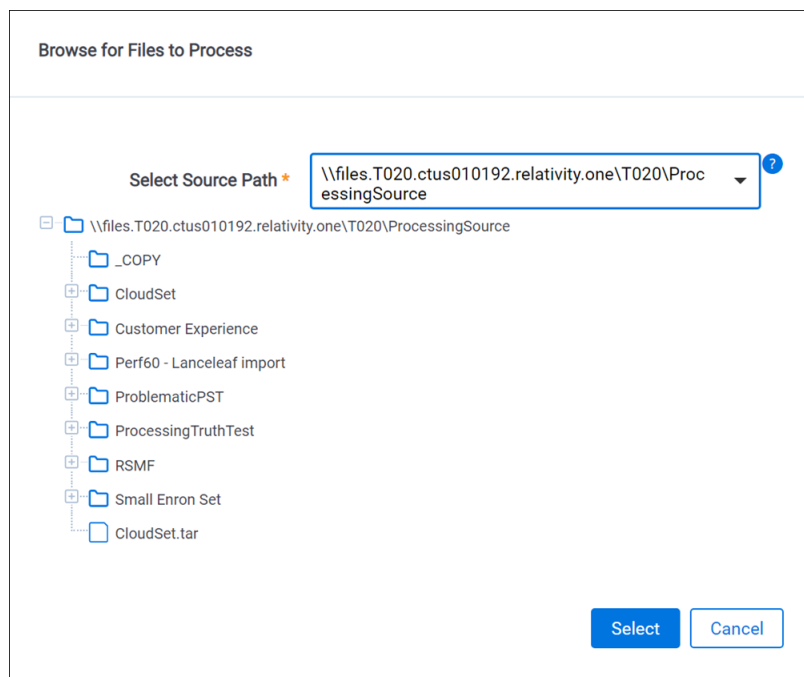 Browse for Files to Process
Select Source Path *
\\files.T020.ctus010192.relativity.one\T020\Proc
essingSource
?
\\files.T020.ctus010192.relativity.one\T020\ProcessingSource
_COPY
CloudSet
Customer Experience
Perf60 - Lanceleaf import
ProblematicPST
ProcessingTruthTest
RSMF
Small Enron Set
CloudSet.tar
Select Cancel